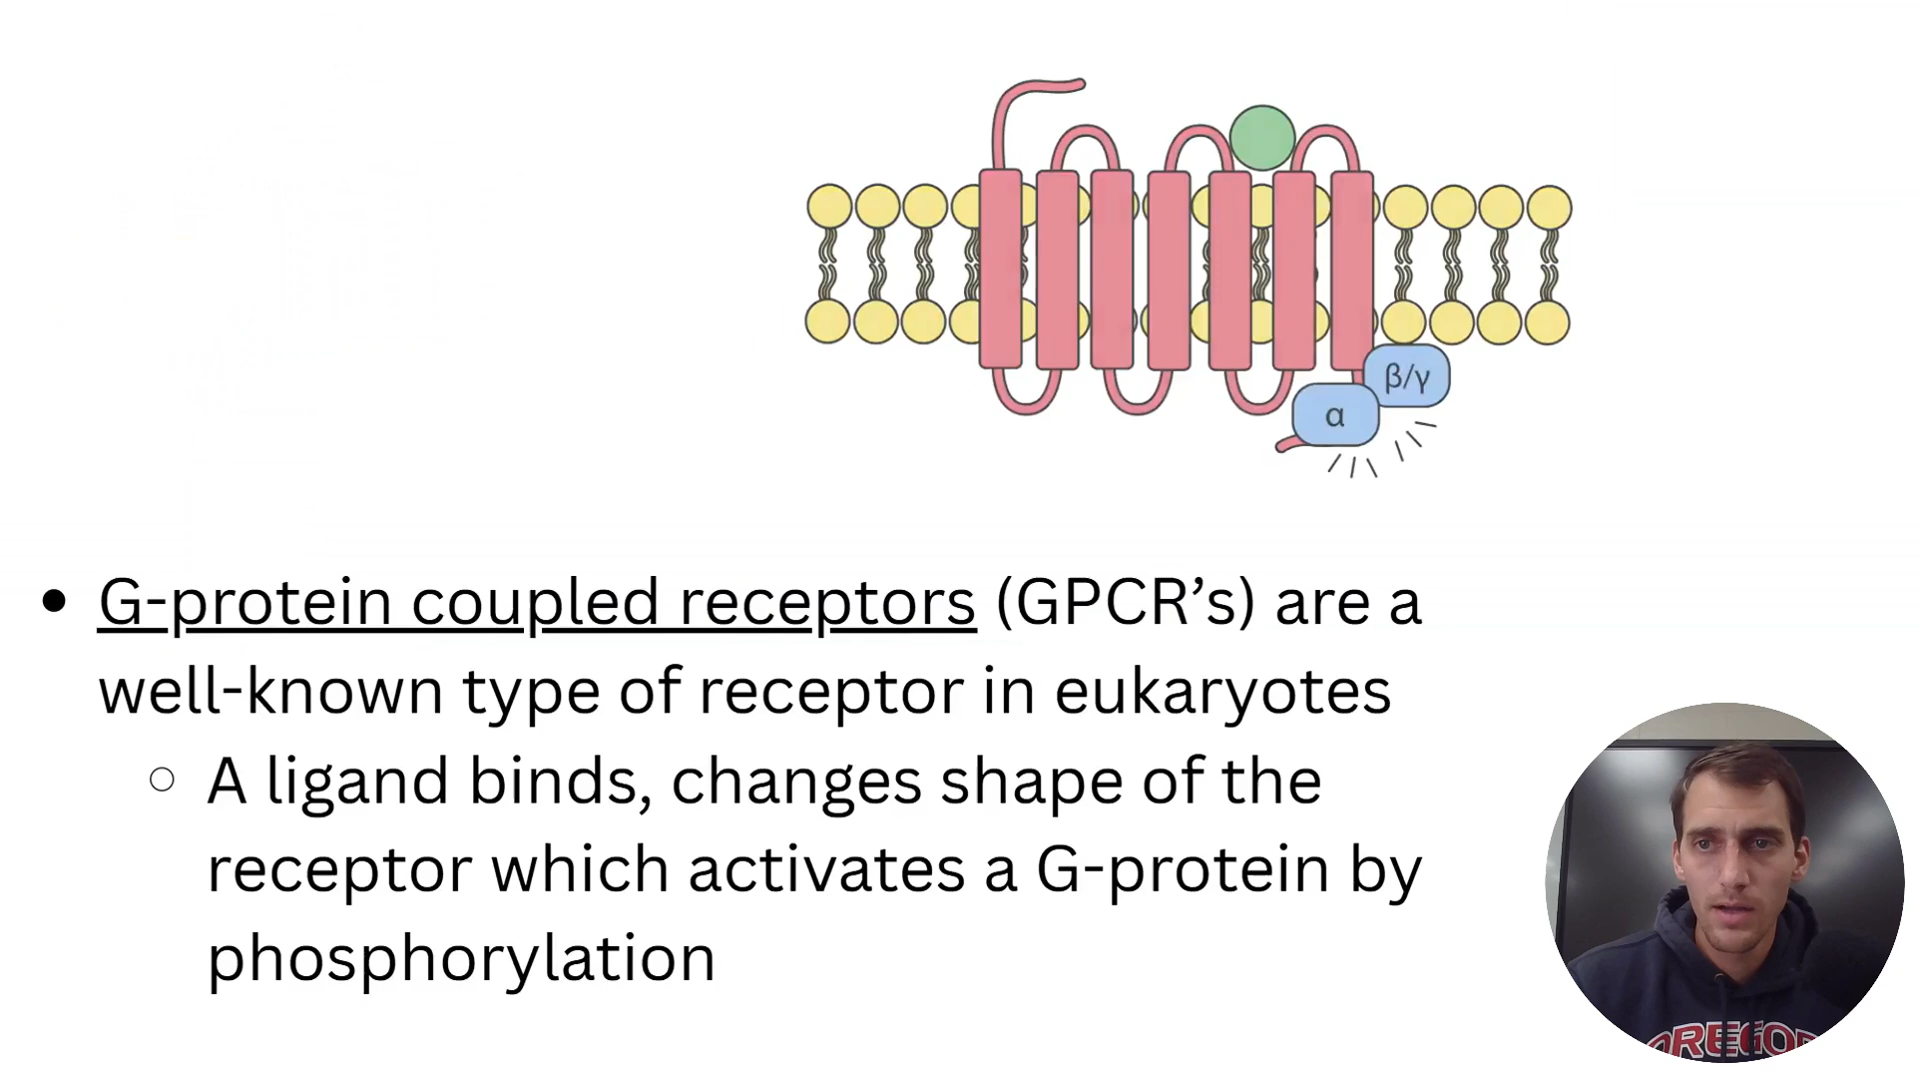 β/γ
α
• G-protein coupled receptors (GPCR’s) are a
well-known type of receptor in eukaryotes
○ A ligand binds, changes shape of the
receptor which activates a G-protein by
phosphorylation